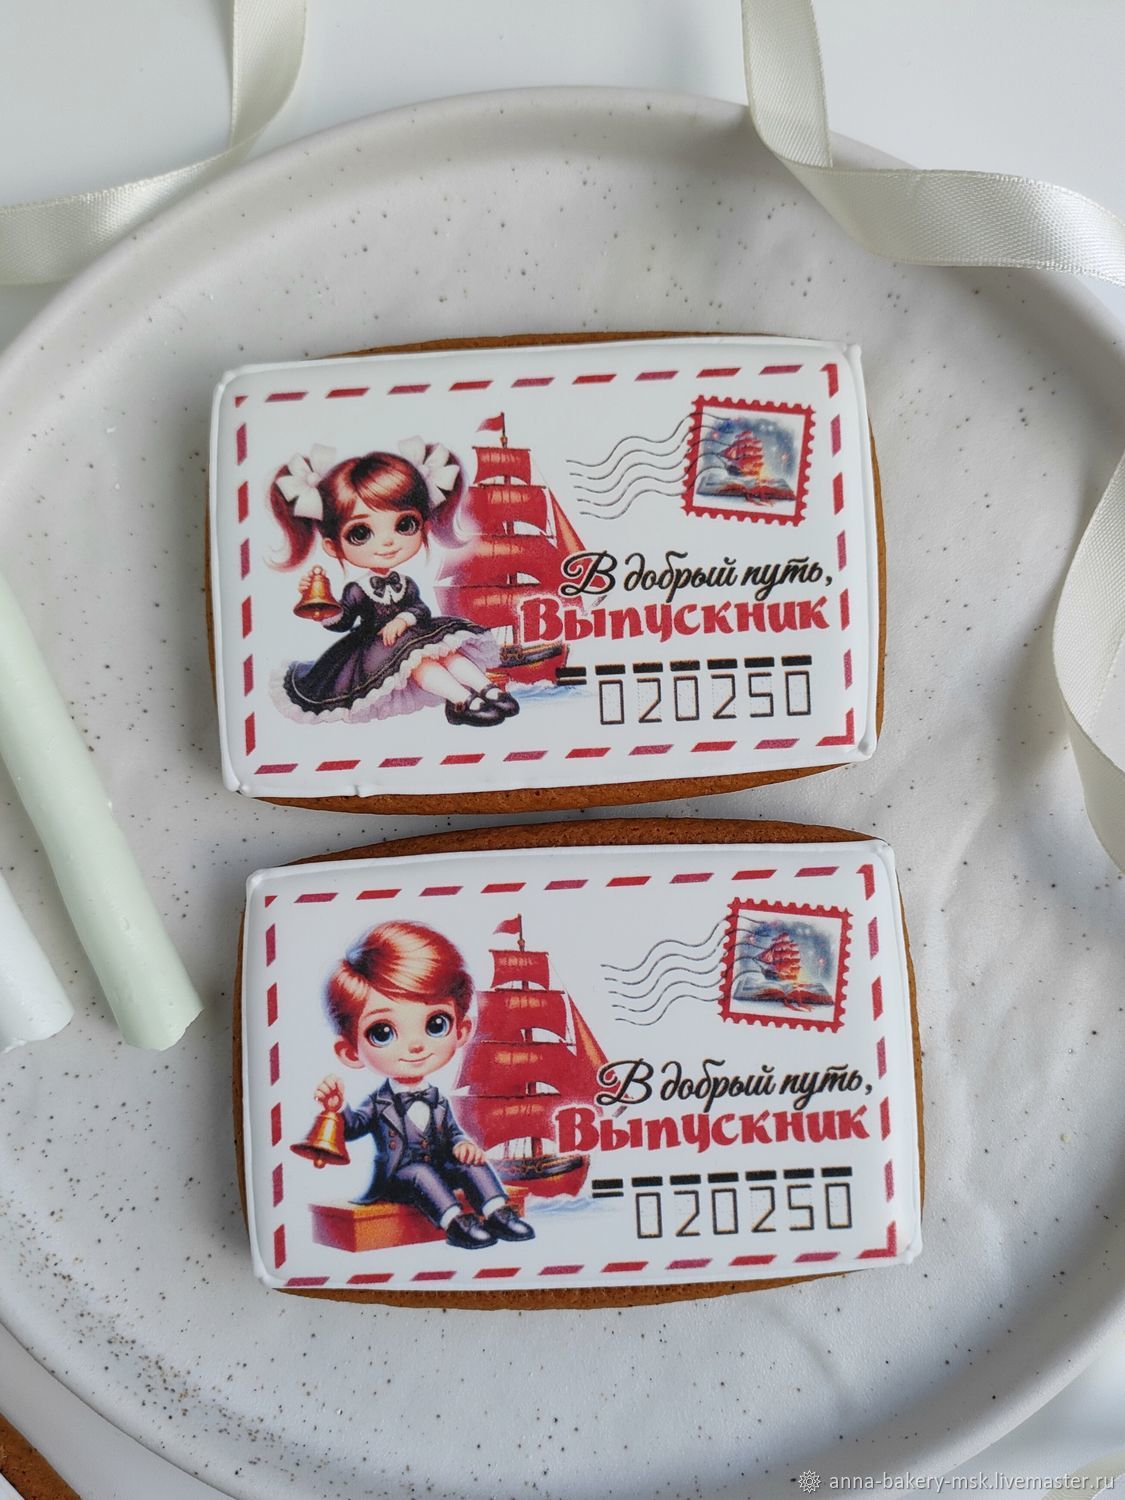 В добрый путь,
Выпускник
020250
В добрый путь,
Выпускник
020250
anna-bakery-msk.livemaster.ru